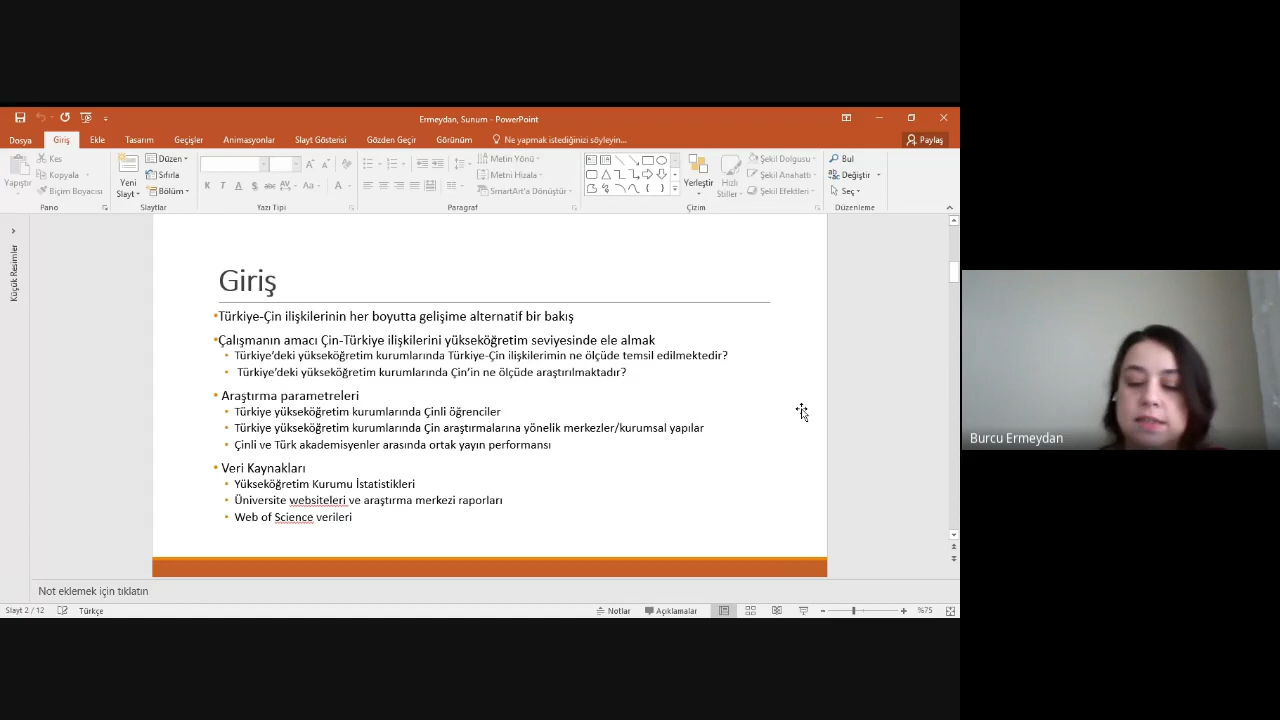 Ermeydan, Sunum - PowerPoint
Dosya Giriş Ekle Tasarım Geçişler Animasyonlar Slayt Gösterisi Gözden Geçir Görünüm Ne yapmak istediğinizi söyleyin... Paylaş
Yapıştır
Kes
Kopyala
Biçim Boyacısı
Pano
Yeni Slayt
Düzen
Sıfırla
Bölüm
Slaytlar
Yazı Tipi
Metin Yönü
Metni Hizala
SmartArt'a Dönüştür
Paragraf
Yerleştir
Hızlı Stiller
Şekil Dolgusu
Şekil Anahattı
Şekil Efektleri
Çizim
Bul
Değiştir
Seç
Düzenleme
Küçük Resimler
Giriş
•Türkiye-Çin ilişkilerinin her boyutta gelişime alternatif bir bakış
•Çalışmanın amacı Çin-Türkiye ilişkilerini yükseköğretim seviyesinde ele almak
• Türkiye'deki yükseköğretim kurumlarında Türkiye-Çin ilişkilerimin ne ölçüde temsil edilmektedir?
• Türkiye'deki yükseköğretim kurumlarında Çin'in ne ölçüde araştırılmaktadır?
• Araştırma parametreleri
• Türkiye yükseköğretim kurumlarında Çinli öğrenciler
• Türkiye yükseköğretim kurumlarında Çin araştırmalarına yönelik merkezler/kurumsal yapılar
• Çinli ve Türk akademisyenler arasında ortak yayın performansı
• Veri Kaynakları
• Yükseköğretim Kurumu İstatistikleri
• Üniversite websiteleri ve araştırma merkezi raporları
• Web of Science verileri
Not eklemek için tıklatın
Slayt 2 / 12 Türkçe Notlar Açıklamalar %75
Burcu Ermeydan